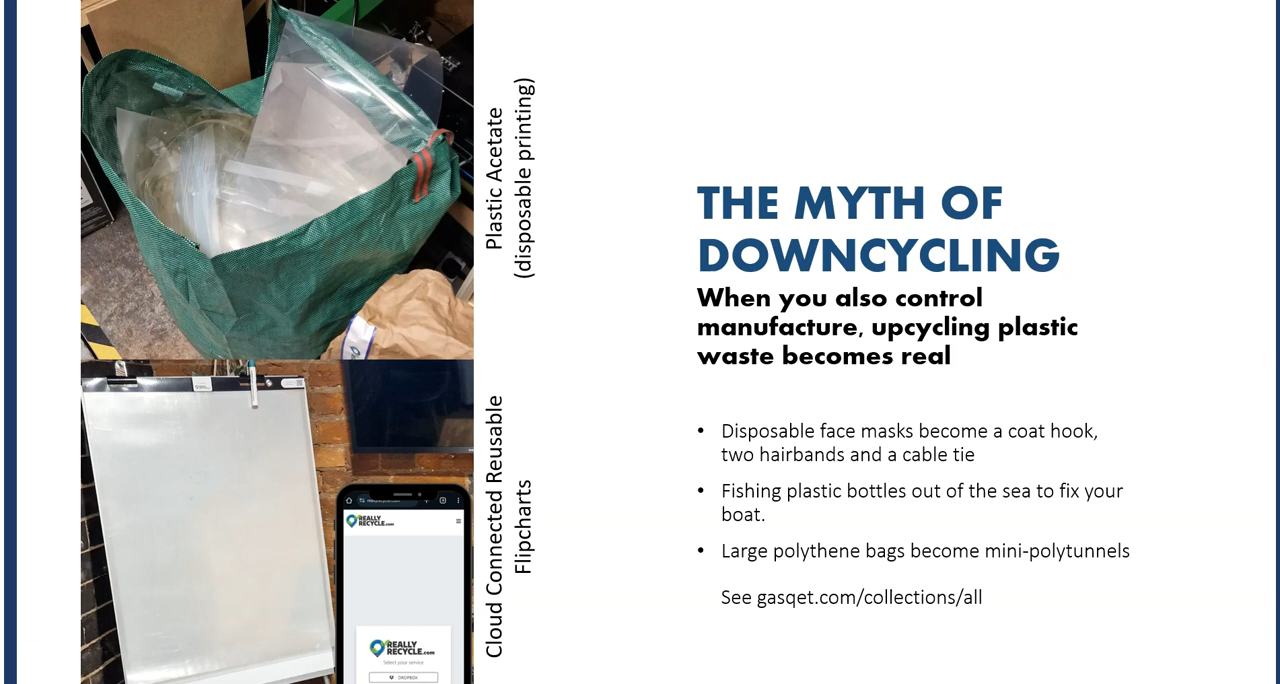 Plastic Acetate
(disposable printing)
Cloud Connected Reusable
Flipcharts
REALLY
RECYCLE.com
REALLY
RECYCLE.com
Select your service
DROPBOX
THE MYTH OF
DOWNCYCLING
When you also control
manufacture, upcycling plastic
waste becomes real
• Disposable face masks become a coat hook,
two hairbands and a cable tie
• Fishing plastic bottles out of the sea to fix your
boat.
• Large polythene bags become mini-polytunnels
See gasqet.com/collections/all